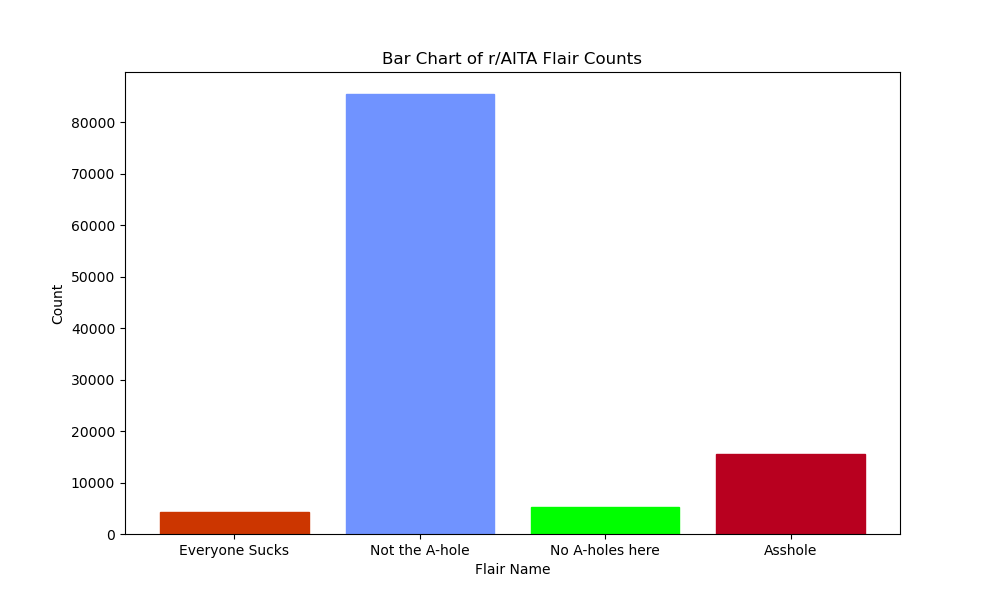 Bar Chart of r/AITA Flair Counts
80000
70000
60000
50000
40000
30000
20000
10000
0
Count
Everyone Sucks
Not the A-hole
No A-holes here
Asshole
Flair Name